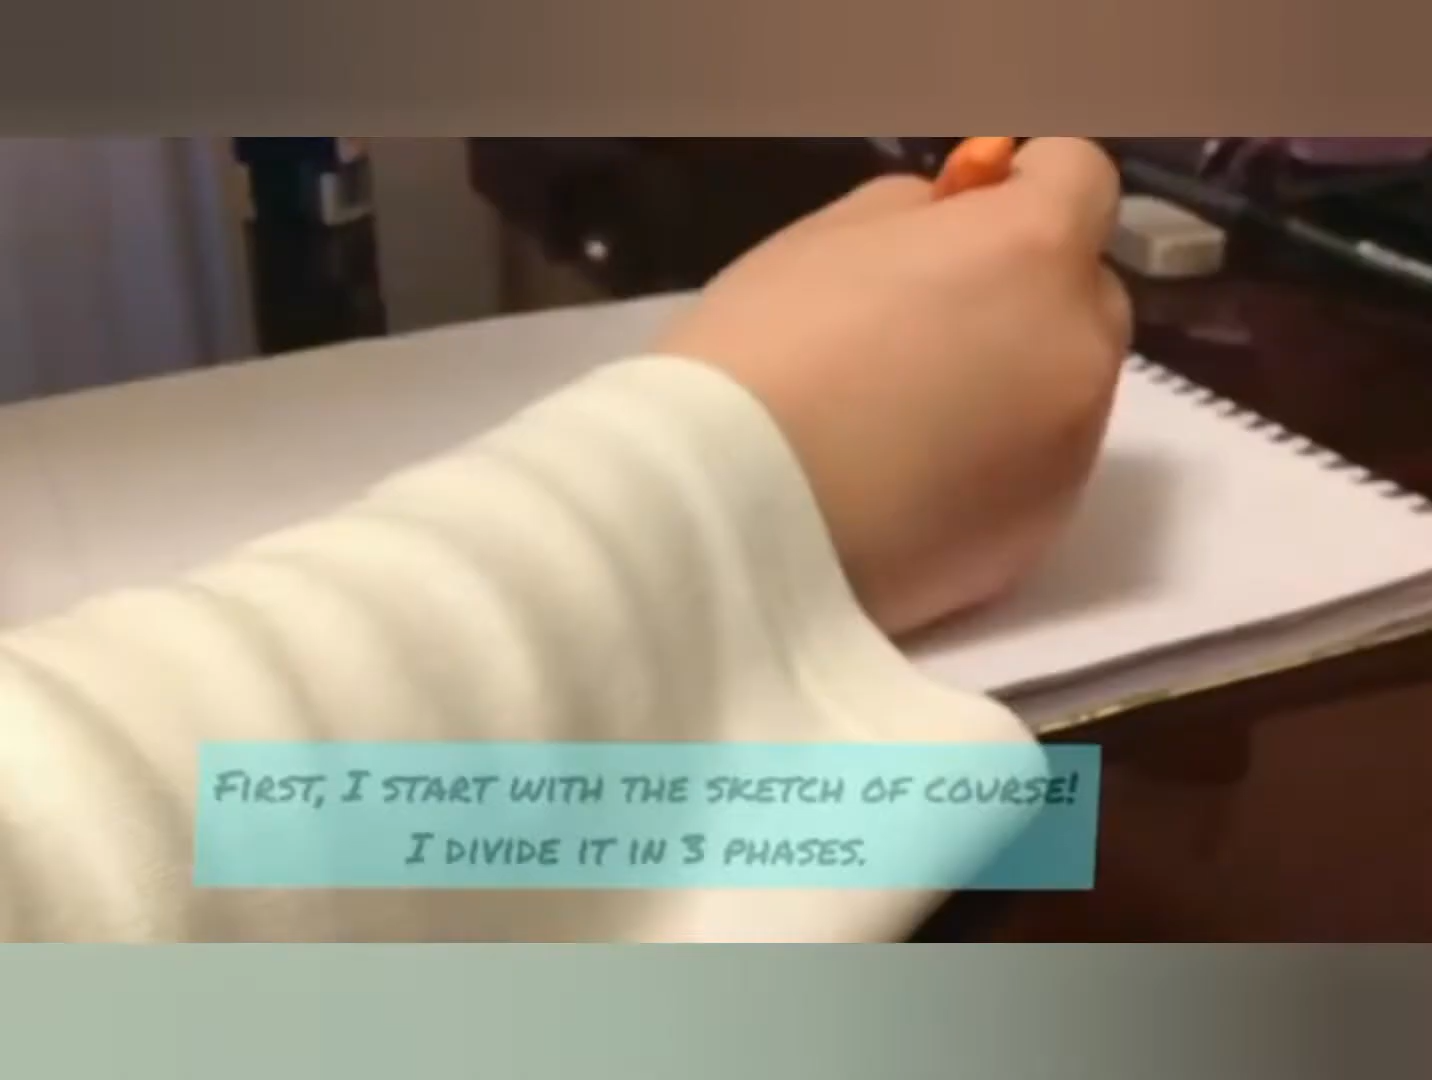 First, I start with the sketch of course!
I divide it in 3 phases.